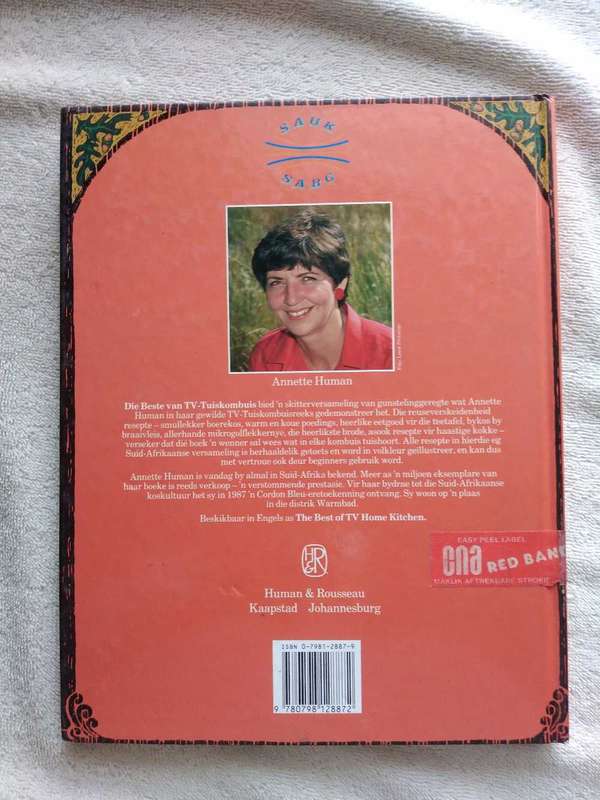 SAUK
SABC
Annette Human
Die Beste van TV-Tuiskombuis bied 'n skitterversameling van gunstelinggeregte wat Annette
Human in haar gewilde TV-Tuiskombuisreeks gedemonstreer het. Die reuseverskeidenheid
resepte – smullekker boerekos, warm en koue poedings, heerlike eetgoed vir die teetafel, bykos by
braaivleis, allerhande mikrogolflekkernye, die heerlikste brode, asook resepte vir haastige kokke –
verseker dat dié boek 'n wenner sal wees wat in elke kombuis tuishoort. Alle resepte in hierdie eg
Suid-Afrikaanse versameling is herhaaldelik getoets en word in volkleur geïllustreer, en kan dus
met vertroue ook deur beginners gebruik word.
Annette Human is vandag by almal in Suid-Afrika bekend. Meer as 'n miljoen eksemplare van
haar boeke is reeds verkoop – 'n verstommende prestasie. Vir haar bydrae tot die Suid-Afrikaanse
koskultuur het sy in 1987 'n Cordon Bleu-eretoekenning ontvang. Sy woon op 'n plaas
in die distrik Warmbad.
Beskikbaar in Engels as The Best of TV Home Kitchen.
EASY PEEL LABEL
cna RED BAND
MAKLIK AFTREKBARE STROKIE
H&R
Human & Rousseau
Kaapstad Johannesburg
ISBN 0-7981-2887-9
9 780798 128872